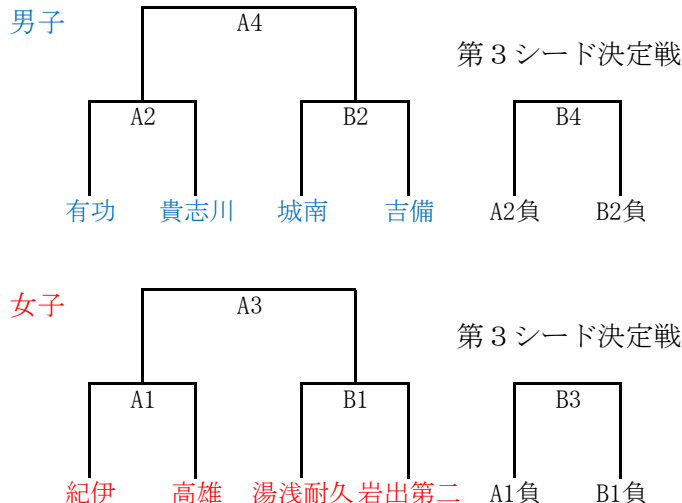 男子
A4
第３シード決定戦
A2 B2 B4
有功 貴志川 城南 吉備 A2負 B2負
女子
A3
第３シード決定戦
A1 B1 B3
紀伊 高雄 湯浅耐久 岩出第二 A1負 B1負